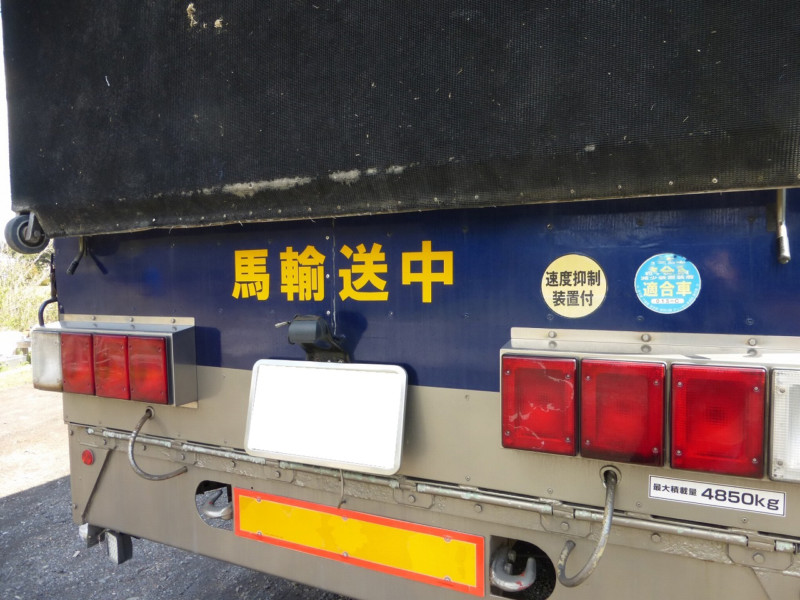 馬輸送中
速度抑制
装置付
適合車
最大積載量 4850kg